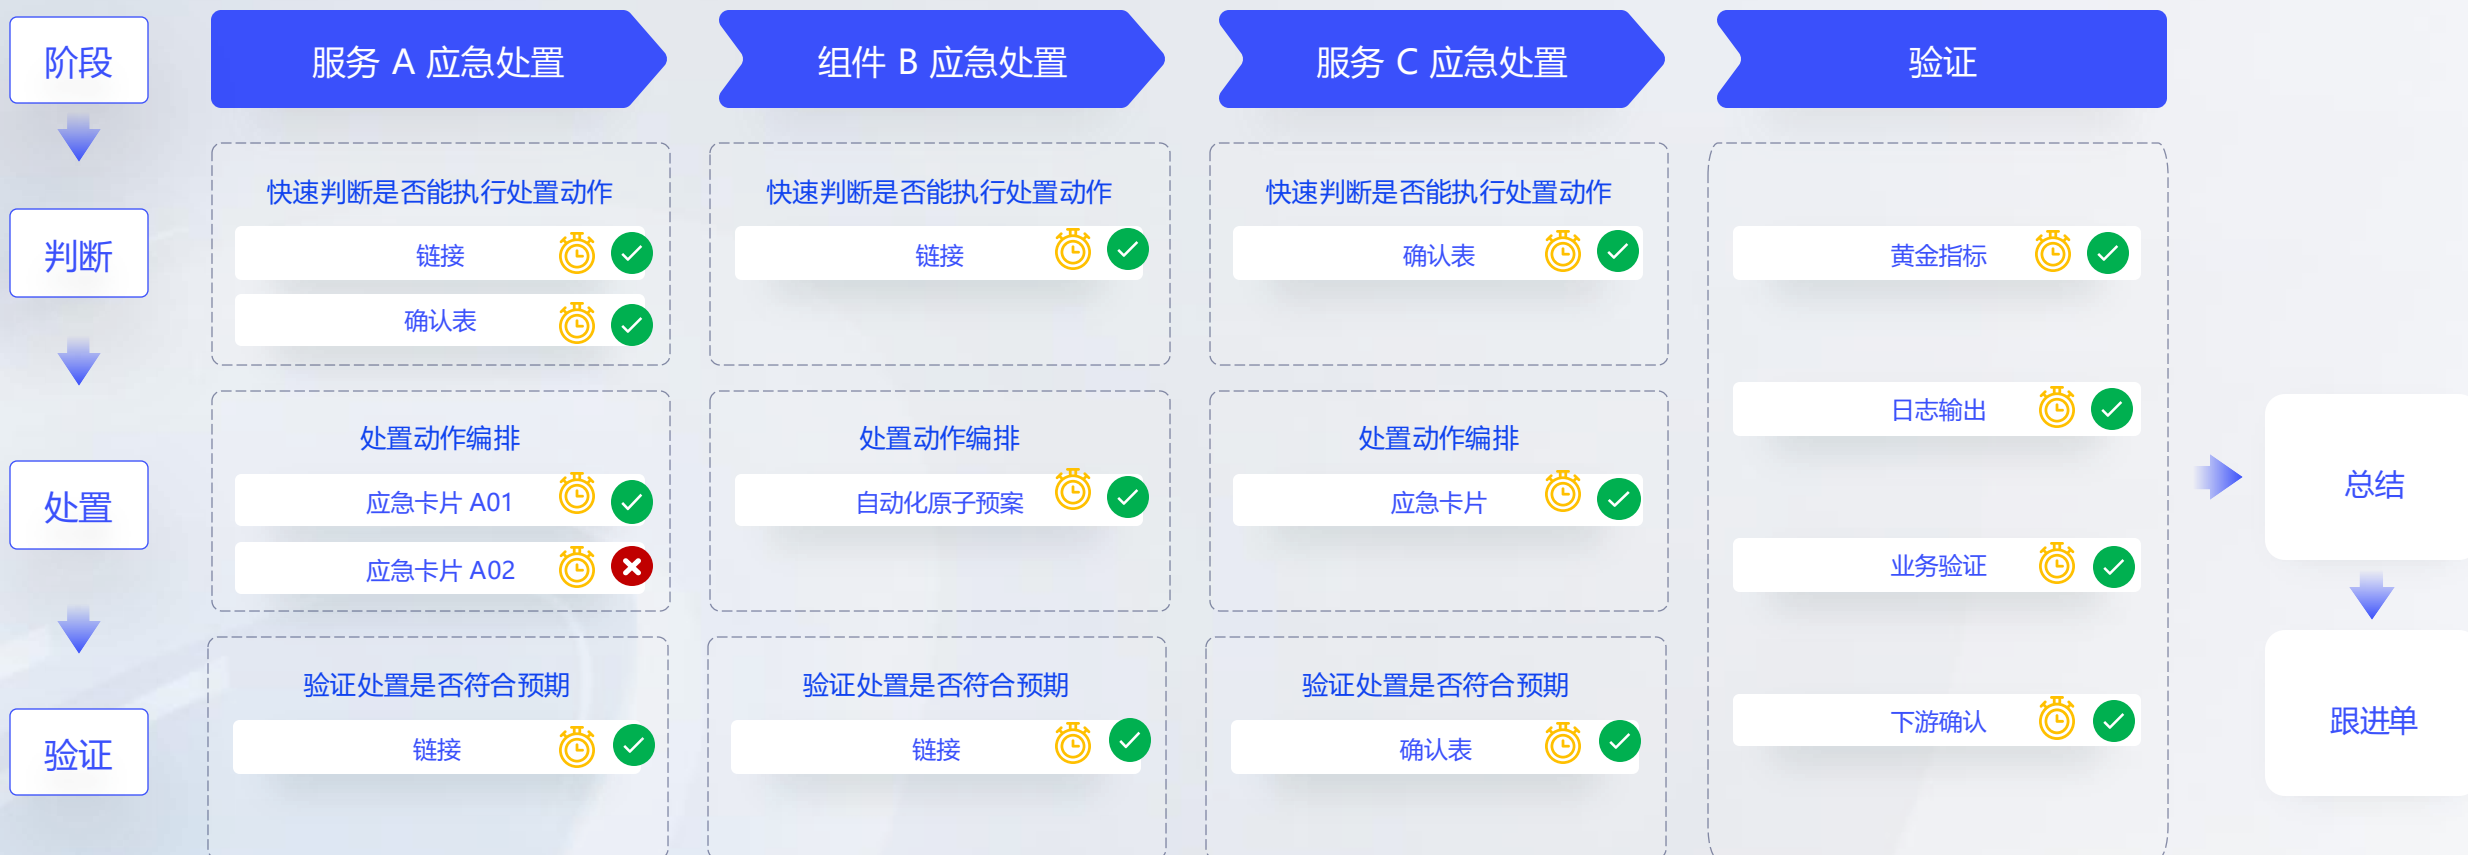 阶段
服务 A 应急处置
组件 B 应急处置
服务 C 应急处置
验证
判断
快速判断是否能执行处置动作
链接
确认表
快速判断是否能执行处置动作
链接
快速判断是否能执行处置动作
确认表
处置
处置动作编排
应急卡片 A01
应急卡片 A02
处置动作编排
自动化原子预案
处置动作编排
应急卡片
验证
验证处置是否符合预期
链接
验证处置是否符合预期
链接
验证处置是否符合预期
确认表
黄金指标
日志输出
业务验证
下游确认
总结
跟进单